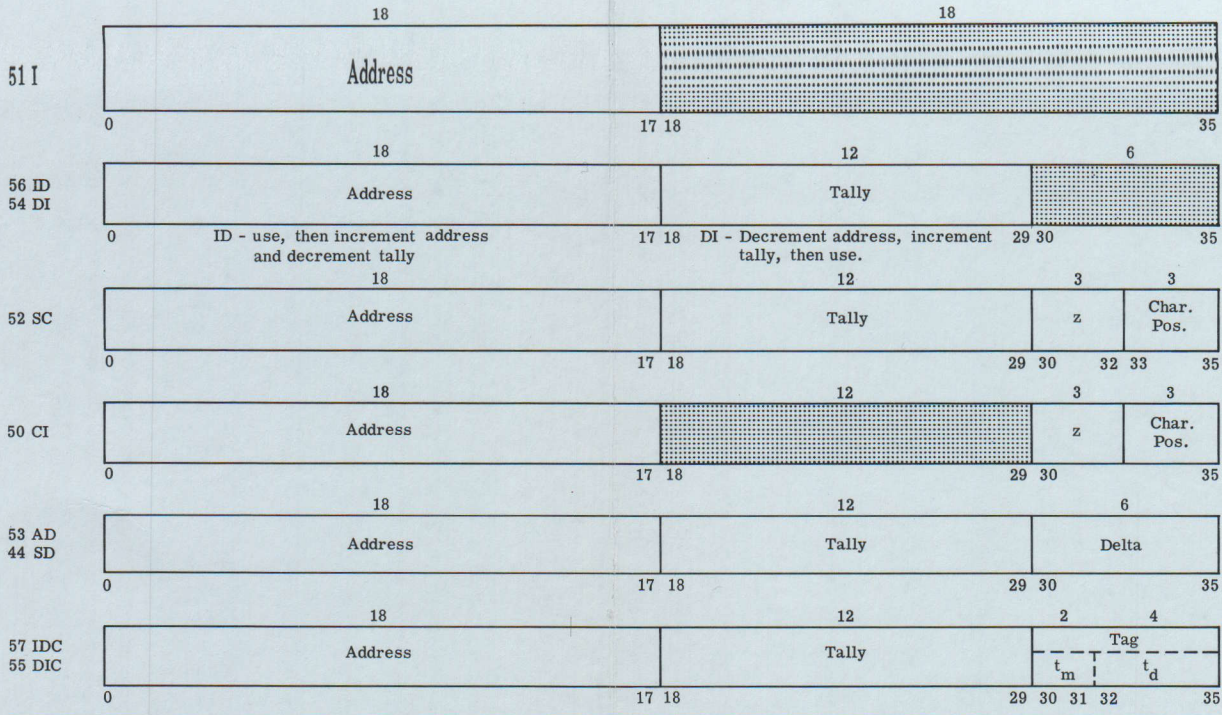 18 18
51 I Address
0 17 18 35
18 12 6
56 ID
54 DI
Address Tally
0 17 18 29 30 35
ID - use, then increment address
and decrement tally
DI - Decrement address, increment
tally, then use.
18 12 3 3
52 SC Address Tally z Char.
Pos.
0 17 18 29 30 32 33 35
18 12 3 3
50 CI Address z Char.
Pos.
0 17 18 29 30 35
18 12 6
53 AD
44 SD
Address Tally Delta
0 17 18 29 30 35
18 12 2 4
57 IDC
55 DIC
Address Tally Tag
tm td
0 17 18 29 30 31 32 35